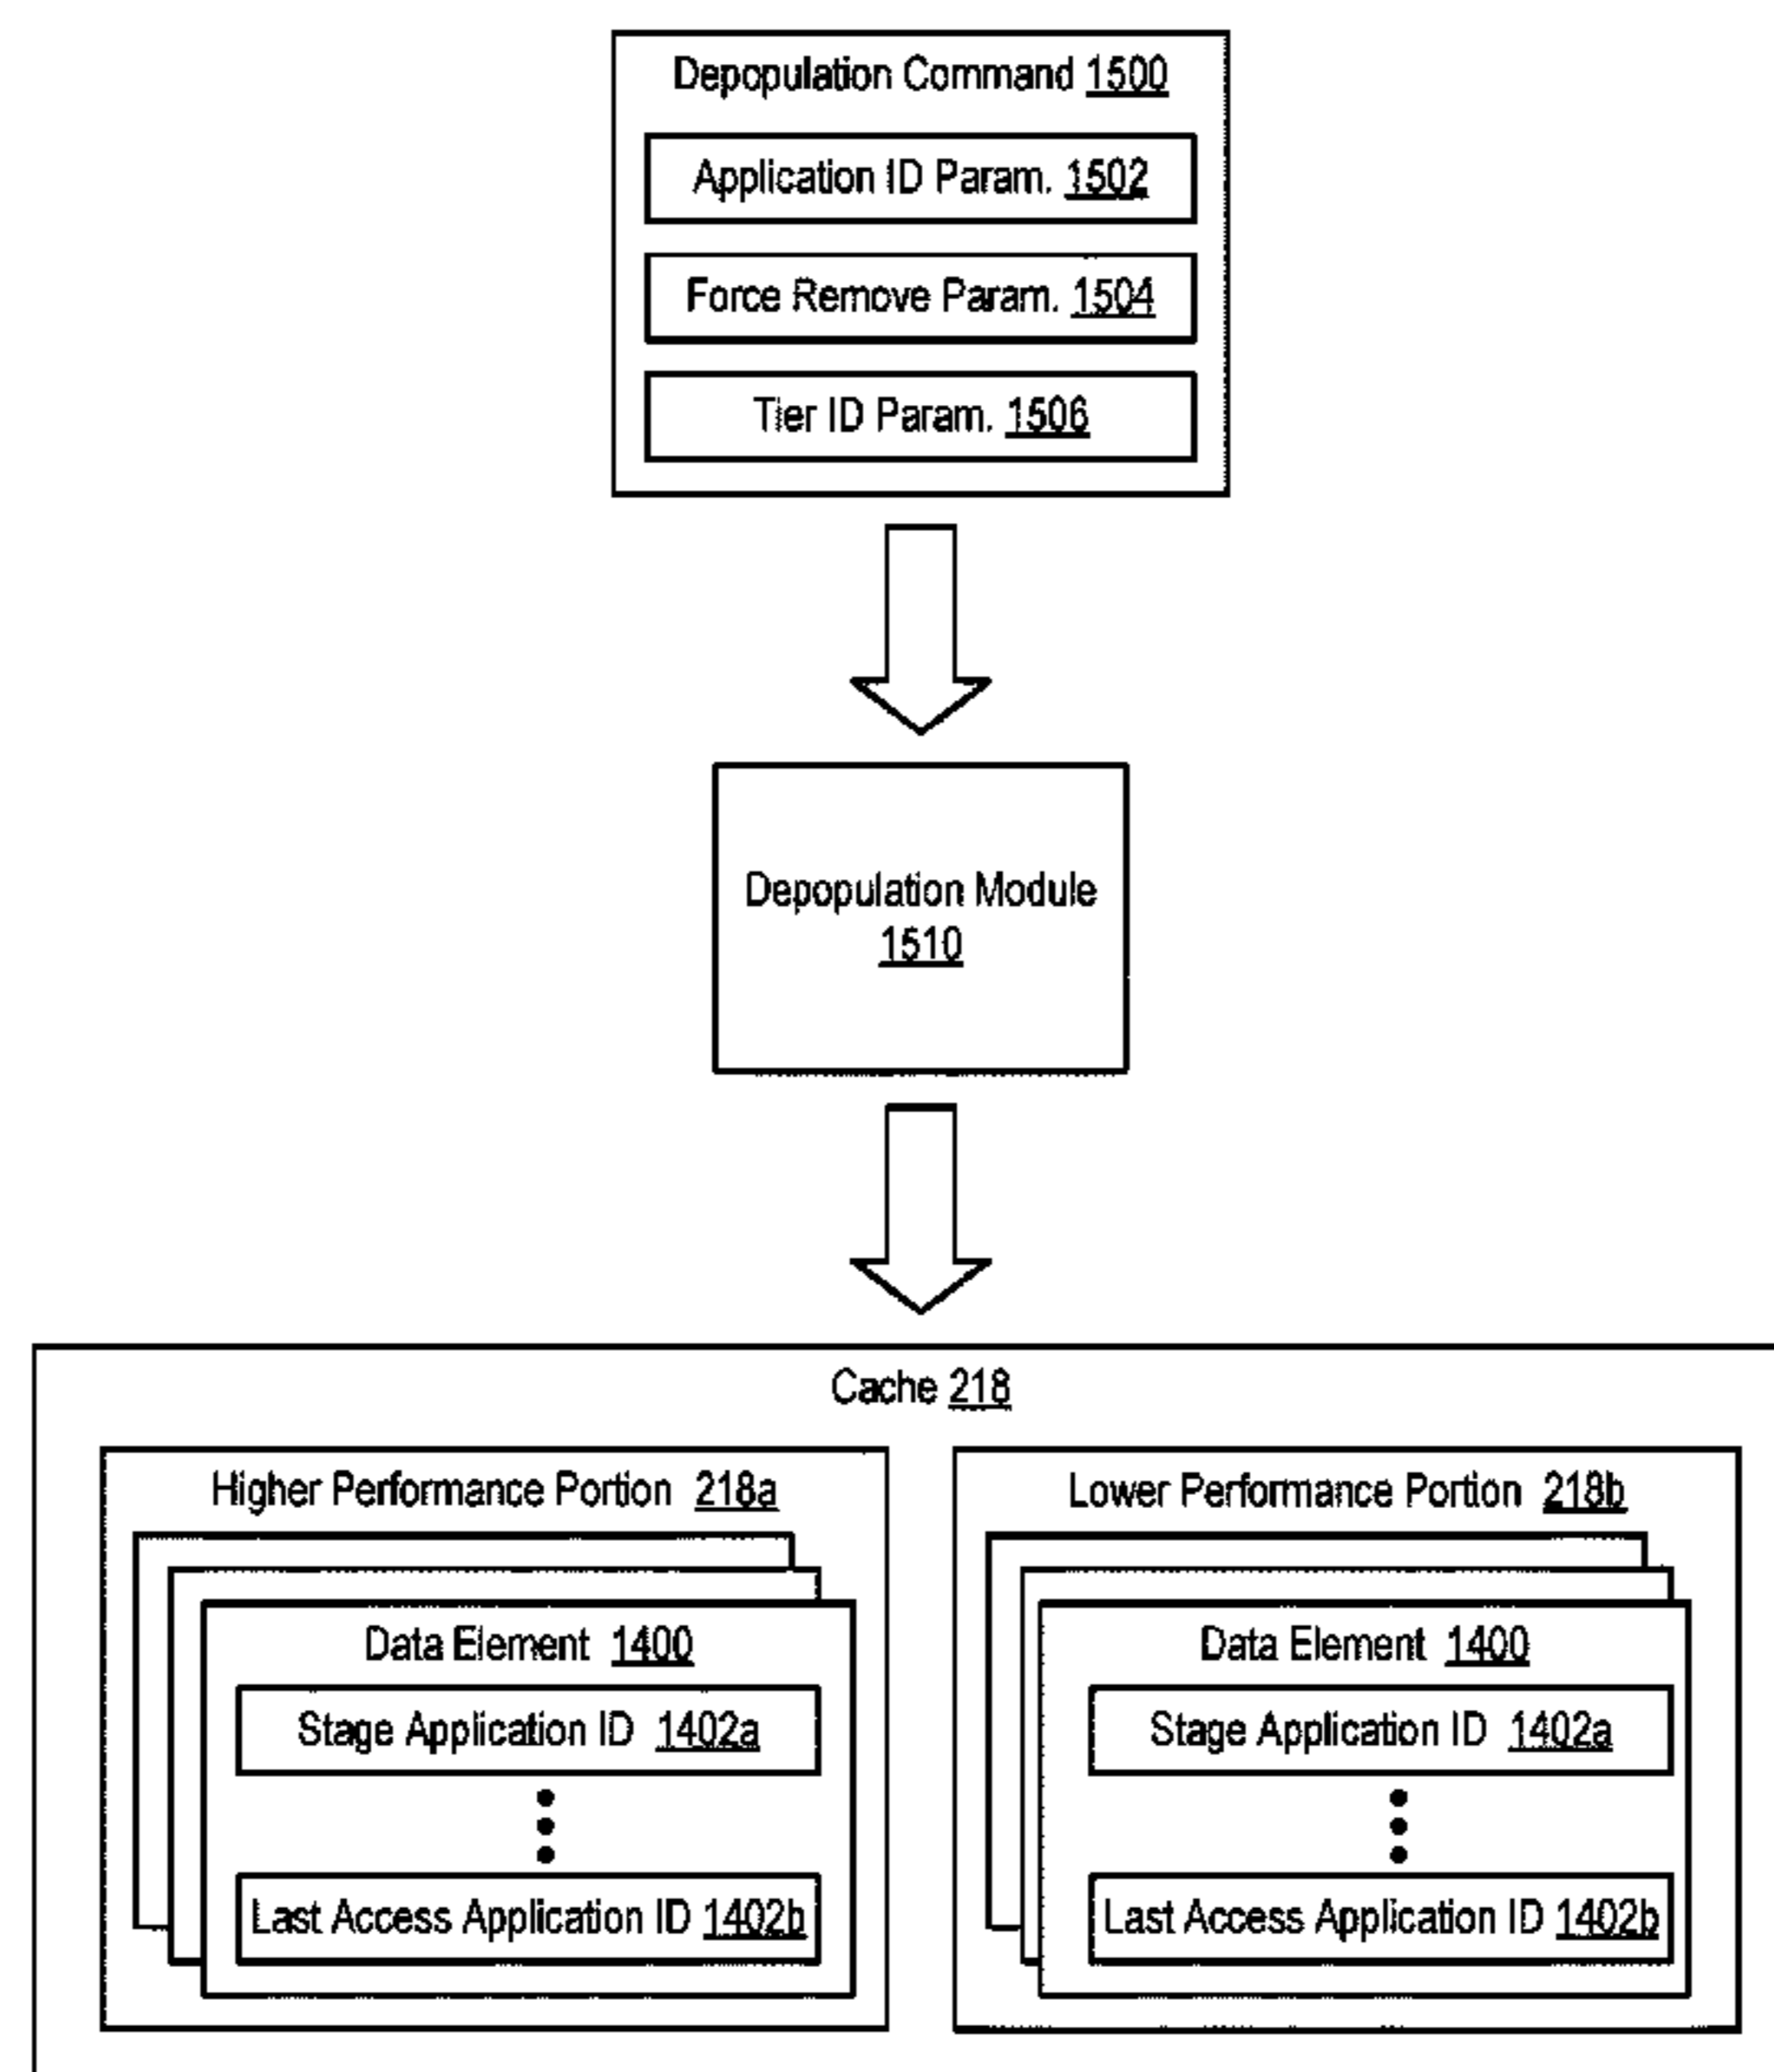 Depopulation Command 1500
Application ID Param. 1502
Force Remove Param. 1504
Tier ID Param. 1506
Depopulation Module
1510
Cache 218
Higher Performance Portion 218a
Data Element 1400
Stage Application ID 1402a
Last Access Application ID 1402b
Lower Performance Portion 218b
Data Element 1400
Stage Application ID 1402a
Last Access Application ID 1402b